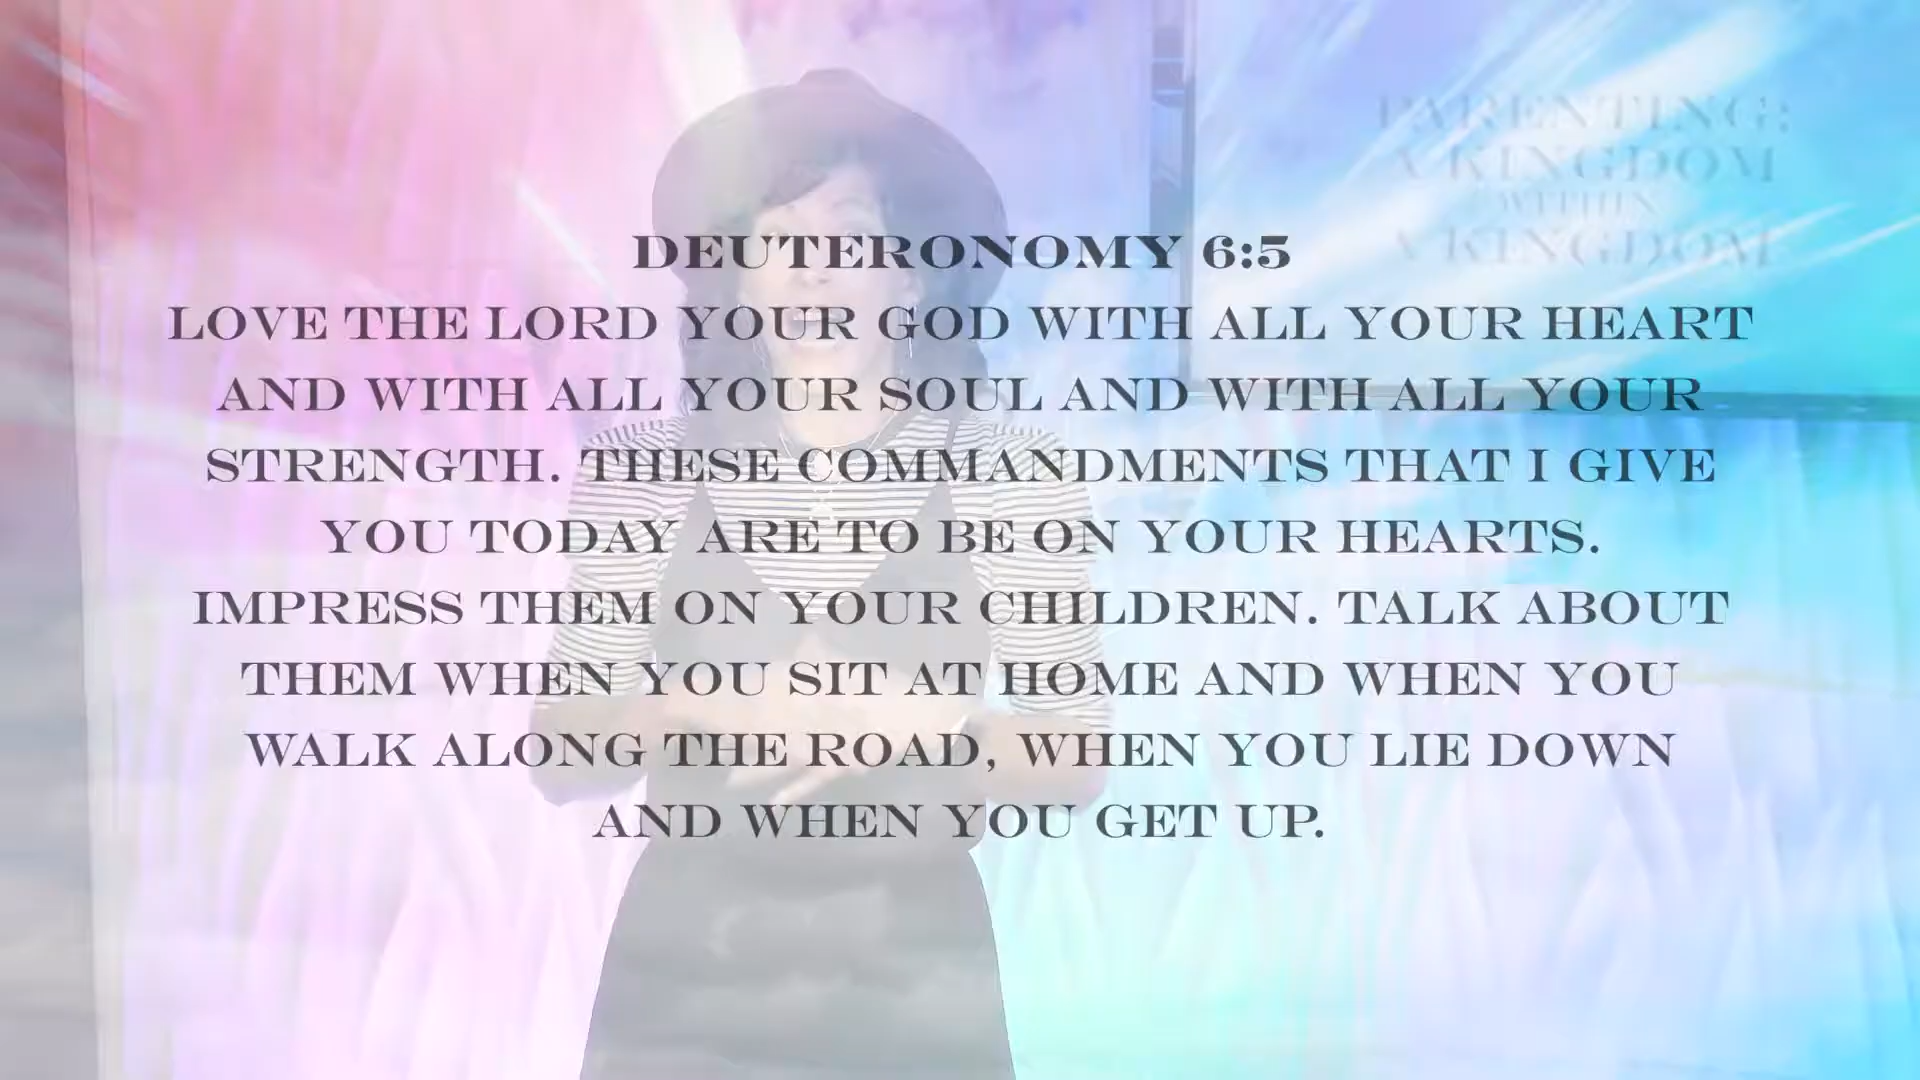 PARENTING:
A KINGDOM
WITHIN
A KINGDOM
DEUTERONOMY 6:5
LOVE THE LORD YOUR GOD WITH ALL YOUR HEART
AND WITH ALL YOUR SOUL AND WITH ALL YOUR
STRENGTH. THESE COMMANDMENTS THAT I GIVE
YOU TODAY ARE TO BE ON YOUR HEARTS.
IMPRESS THEM ON YOUR CHILDREN. TALK ABOUT
THEM WHEN YOU SIT AT HOME AND WHEN YOU
WALK ALONG THE ROAD, WHEN YOU LIE DOWN
AND WHEN YOU GET UP.